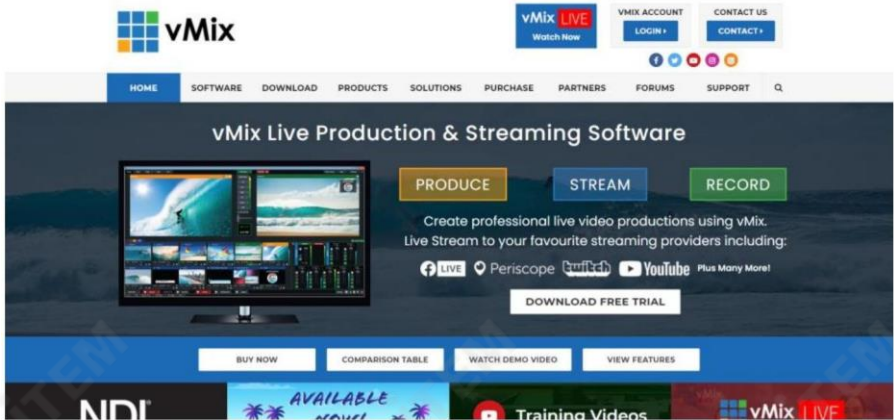 vMix
vMix LIVE
Watch Now
VMIX ACCOUNT
LOGIN
CONTACT US
CONTACT
HOME
SOFTWARE
DOWNLOAD
PRODUCTS
SOLUTIONS
PURCHASE
PARTNERS
FORUMS
SUPPORT
vMix Live Production & Streaming Software
PRODUCE
STREAM
RECORD
Create professional live video productions using vMix.
Live Stream to your favourite streaming providers including:
LIVE Periscope twitch YouTube Plus Many More!
DOWNLOAD FREE TRIAL
BUY NOW
COMPARISON TABLE
WATCH DEMO VIDEO
VIEW FEATURES
NDI
AVAILABLE
Training Videos
vMix LIVE